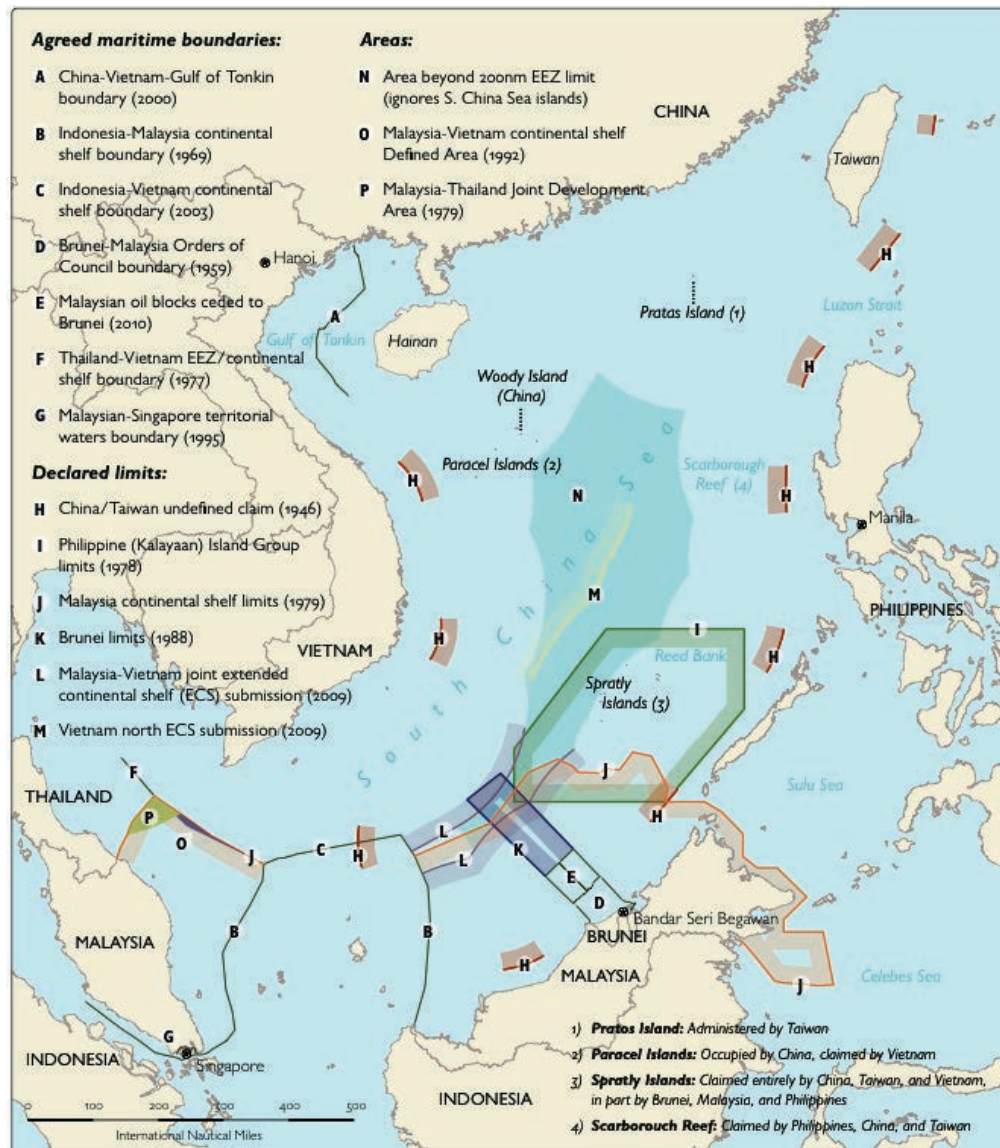 Agreed maritime boundaries:
A China-Vietnam-Gulf of Tonkin
boundary (2000)
B Indonesia-Malaysia continental
shelf boundary (1969)
C Indonesia-Vietnam continental
shelf boundary (2003)
D Brunei-Malaysia Orders of
Council boundary (1959)
E Malaysian oil blocks ceded to
Brunei (2010)
F Thailand-Vietnam EEZ/continental
shelf boundary (1977)
G Malaysian-Singapore territorial
waters boundary (1995)
Declared limits:
H China/Taiwan undefined claim (1946)
I Philippine (Kalayaan) Island Group
limits (1978)
J Malaysia continental shelf limits (1979)
K Brunei limits (1988)
L Malaysia-Vietnam joint extended
continental shelf (ECS) submission (2009)
M Vietnam north ECS submission (2009)
Areas:
N Area beyond 200nm EEZ limit
(ignores S. China Sea islands)
O Malaysia-Vietnam continental shelf
Defined Area (1992)
P Malaysia-Thailand Joint Development
Area (1979)
CHINA
Taiwan
Hanoi
H
Luzon Strait
Pratas Island (1)
A
Gulf of Tonkin
Hainan
H
Woody Island
(China)
Paracel Islands (2)
Scarborough
Reef (4)
H
N
H
Manila
South China Sea
M
PHILIPPINES
VIETNAM
H
I
Reed Bank
H
Spratly
Islands (3)
F
THAILAND
J
Sulu Sea
P
O
J
C
H
L
L
K
H
E
D
Bandar Seri Begawan
BRUNEI
MALAYSIA
B
B
H
MALAYSIA
J
Celebes Sea
G
Singapore
INDONESIA
INDONESIA
0 100 200 300 500
International Nautical Miles
1) Pratos Island: Administered by Taiwan
2) Paracel Islands: Occupied by China, claimed by Vietnam
3) Spratly Islands: Claimed entirely by China, Taiwan, and Vietnam,
in part by Brunei, Malaysia, and Philippines
4) Scarborouch Reef: Claimed by Philippines, China, and Taiwan